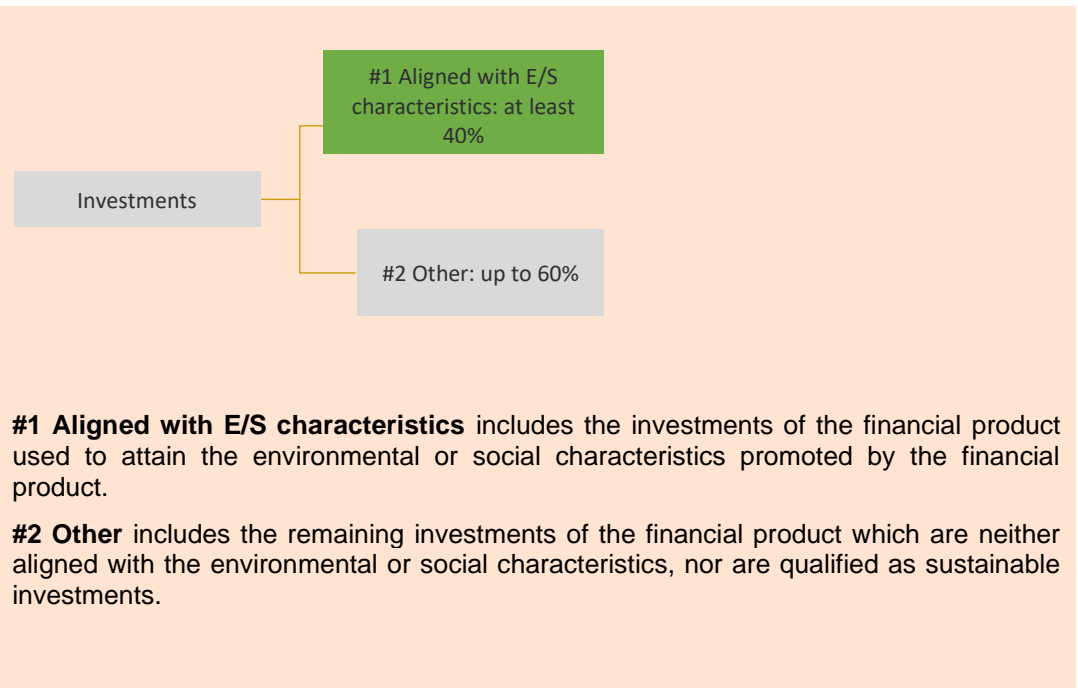 #1 Aligned with E/S
characteristics: at least
40%
Investments
#2 Other: up to 60%
#1 Aligned with E/S characteristics includes the investments of the financial product
used to attain the environmental or social characteristics promoted by the financial
product.
#2 Other includes the remaining investments of the financial product which are neither
aligned with the environmental or social characteristics, nor are qualified as sustainable
investments.